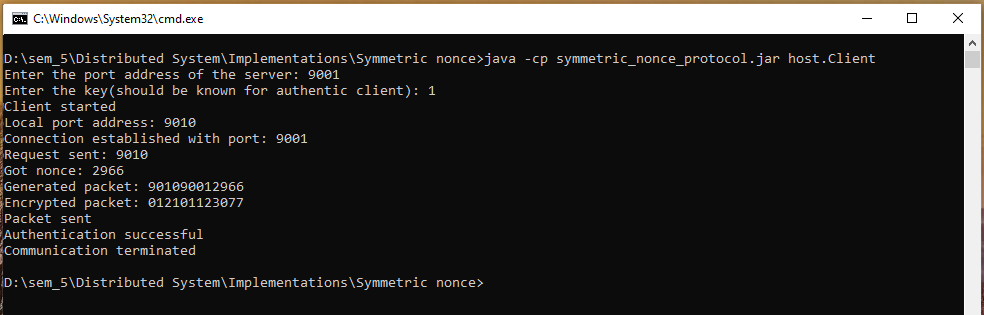 C:\Windows\System32\cmd.exe
D:\sem_5\Distributed System\Implementations\Symmetric nonce>java -cp symmetric_nonce_protocol.jar host.Client
Enter the port address of the server: 9001
Enter the key(should be known for authentic client): 1
Client started
Local port address: 9010
Connection established with port: 9001
Request sent: 9010
Got nonce: 2966
Generated packet: 901090012966
Encrypted packet: 012101123077
Packet sent
Authentication successful
Communication terminated
D:\sem_5\Distributed System\Implementations\Symmetric nonce>